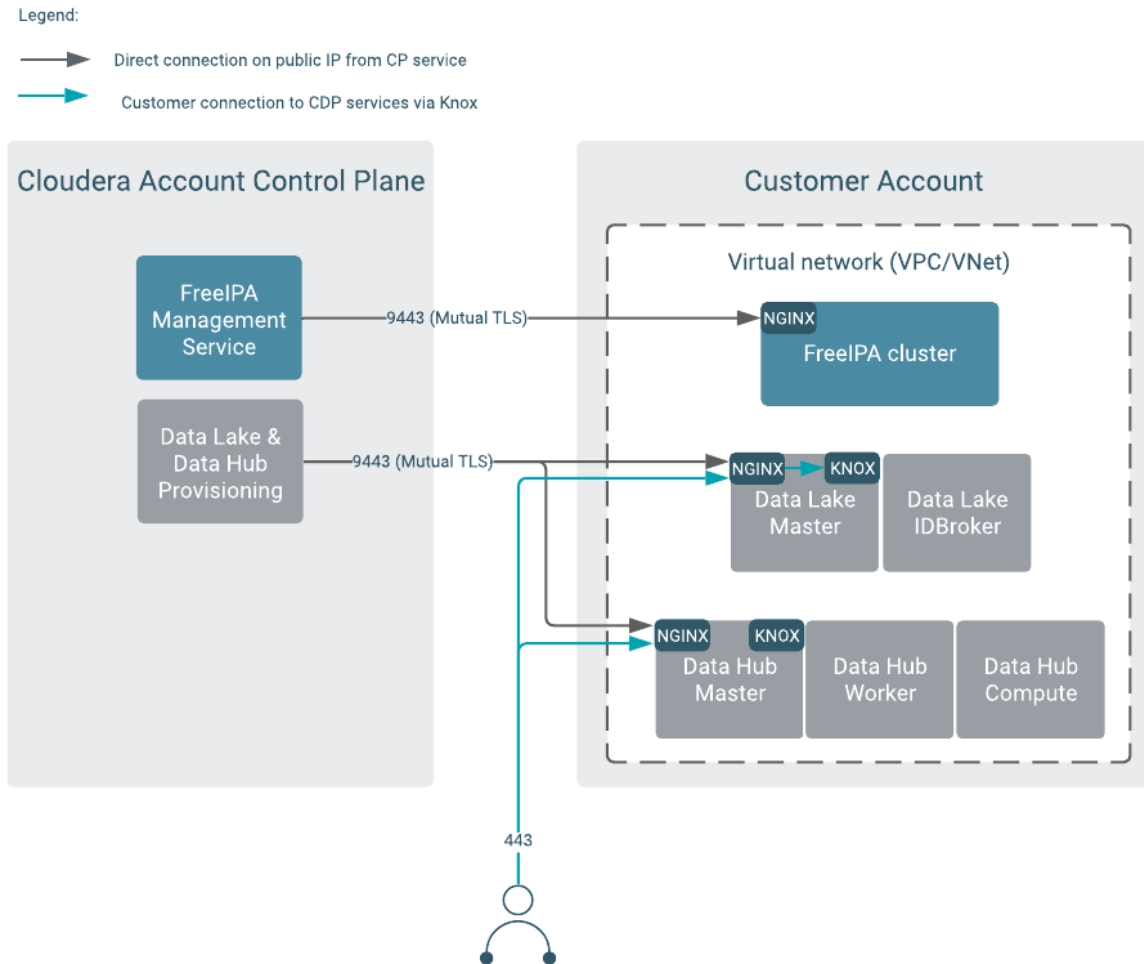 Legend:
Direct connection on public IP from CP service
Customer connection to CDP services via Knox
Cloudera Account Control Plane
Customer Account
Virtual network (VPC/VNet)
FreeIPA
Management
Service
9443 (Mutual TLS)
NGINX
FreeIPA cluster
Data Lake &
Data Hub
Provisioning
9443 (Mutual TLS)
NGINX
KNOX
Data Lake
Master
Data Lake
IDBroker
NGINX
KNOX
Data Hub
Master
Data Hub
Worker
Data Hub
Compute
443